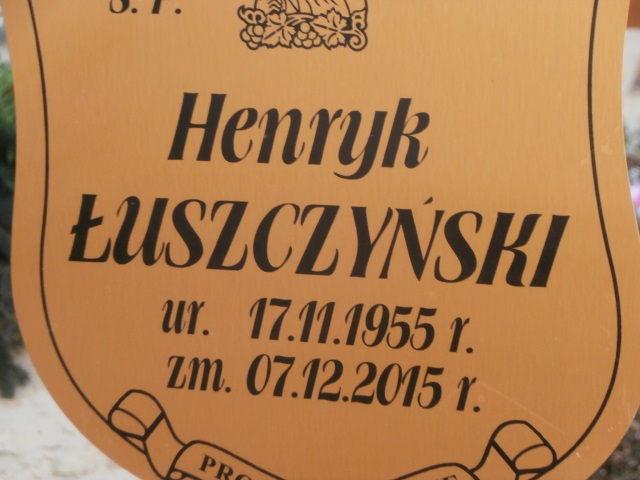 Ś. P.
Henryk
ŁUSZCZYŃSKI
ur. 17.11.1955 r.
zm. 07.12.2015 r.